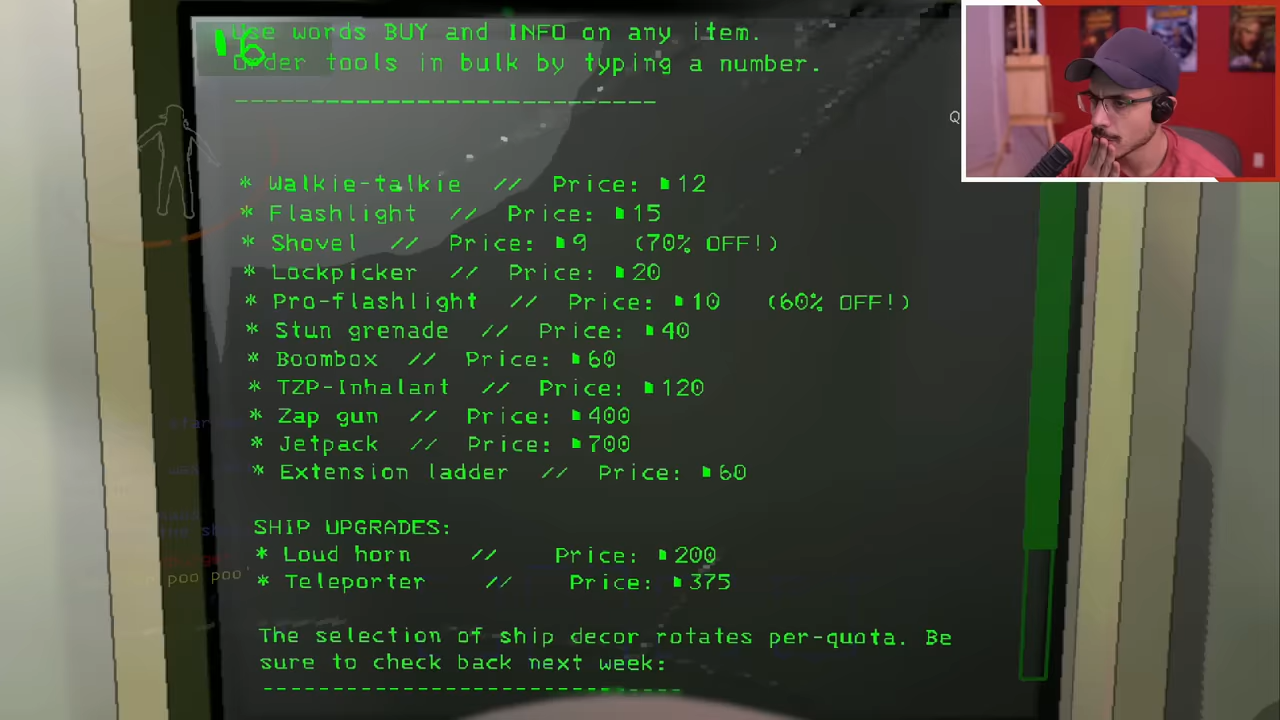 Use words BUY and INFO on any item.
▮16
Order tools in bulk by typing a number.
------------------------------
* Walkie-talkie // Price: ▮12
* Flashlight // Price: ▮15
* Shovel // Price: ▮9 (70% OFF!)
* Lockpicker // Price: ▮20
* Pro-flashlight // Price: ▮10 (60% OFF!)
* Stun grenade // Price: ▮40
* Boombox // Price: ▮60
* TZP-Inhalant // Price: ▮120
* Zap gun // Price: ▮400
* Jetpack // Price: ▮700
* Extension ladder // Price: ▮60
SHIP UPGRADES:
* Loud horn // Price: ▮200
* Teleporter // Price: ▮375
poo poo'
The selection of ship decor rotates per-quota. Be
sure to check back next week:
------------------------------